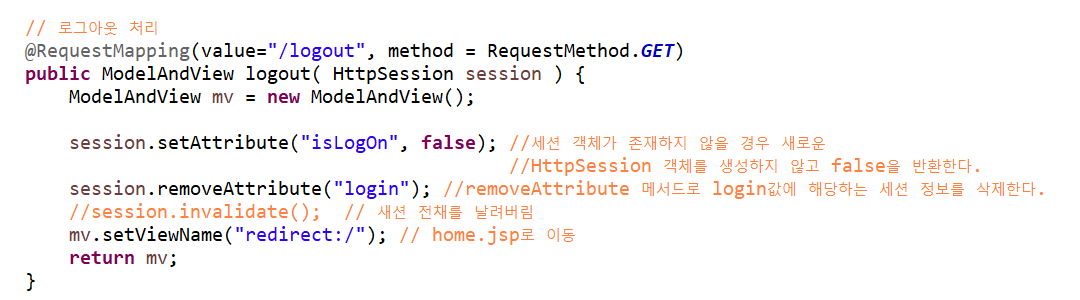 // 로그아웃 처리
@RequestMapping(value="/logout", method = RequestMethod.GET)
public ModelAndView logout( HttpSession session ) {
    ModelAndView mv = new ModelAndView();

    session.setAttribute("isLogOn", false); //세션 객체가 존재하지 않을 경우 새로운
                                            //HttpSession 객체를 생성하지 않고 false을 반환한다.
    session.removeAttribute("login"); //removeAttribute 메서드로 login값에 해당하는 세션 정보를 삭제한다.
    //session.invalidate();  // 새션 전채를 날려버림
    mv.setViewName("redirect:/"); // home.jsp로 이동
    return mv;
}